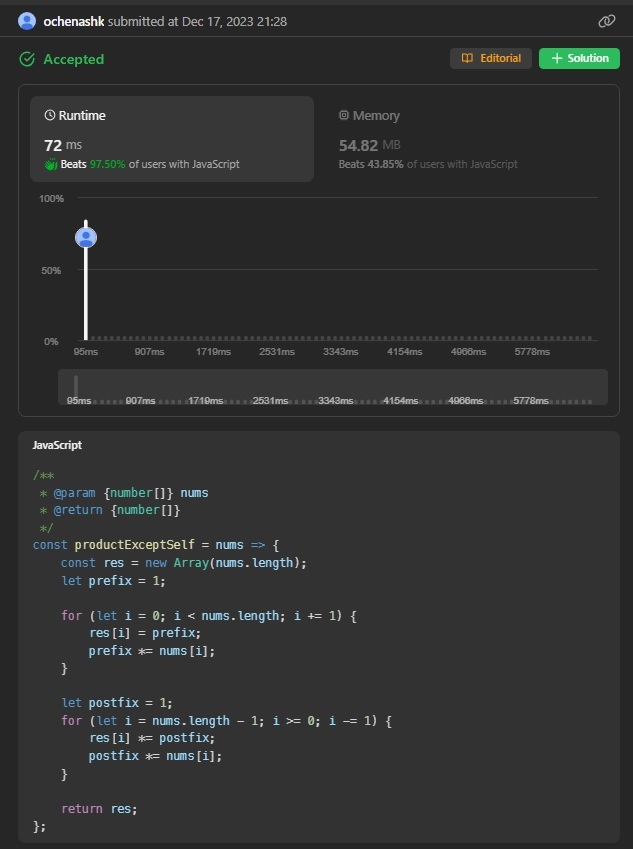 ochenashk submitted at Dec 17, 2023 21:28
Accepted
Editorial
Solution
Runtime
72 ms
Beats 97.50% of users with JavaScript
Memory
54.82 MB
Beats 43.85% of users with JavaScript
100%
50%
0%
95ms 907ms 1719ms 2531ms 3343ms 4154ms 4966ms 5778ms
95ms 907ms 1719ms 2531ms 3343ms 4154ms 4966ms 5778ms
JavaScript
/**
 * @param {number[]} nums
 * @return {number[]}
 */
const productExceptSelf = nums => {
    const res = new Array(nums.length);
    let prefix = 1;
    for (let i = 0; i < nums.length; i += 1) {
        res[i] = prefix;
        prefix *= nums[i];
    }
    let postfix = 1;
    for (let i = nums.length - 1; i >= 0; i -= 1) {
        res[i] *= postfix;
        postfix *= nums[i];
    }
    return res;
};